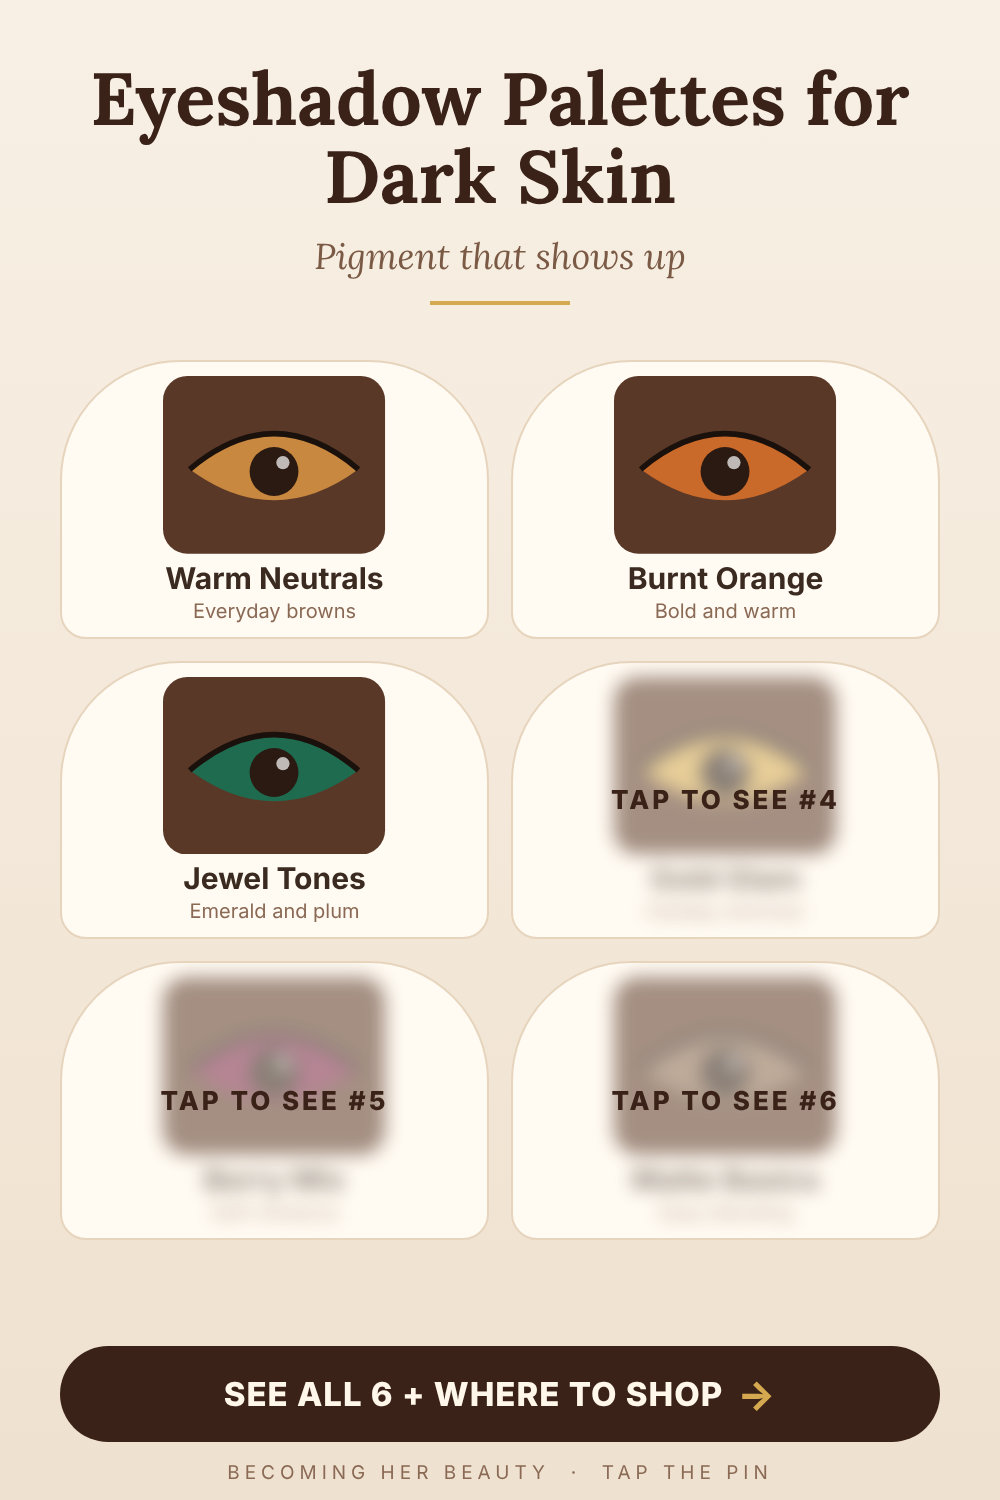 Eyeshadow Palettes for
Dark Skin
Pigment that shows up
Warm Neutrals
Everyday browns
Burnt Orange
Bold and warm
Jewel Tones
Emerald and plum
TAP TO SEE #4
TAP TO SEE #5
TAP TO SEE #6
SEE ALL 6 + WHERE TO SHOP →
BECOMING HER BEAUTY · TAP THE PIN